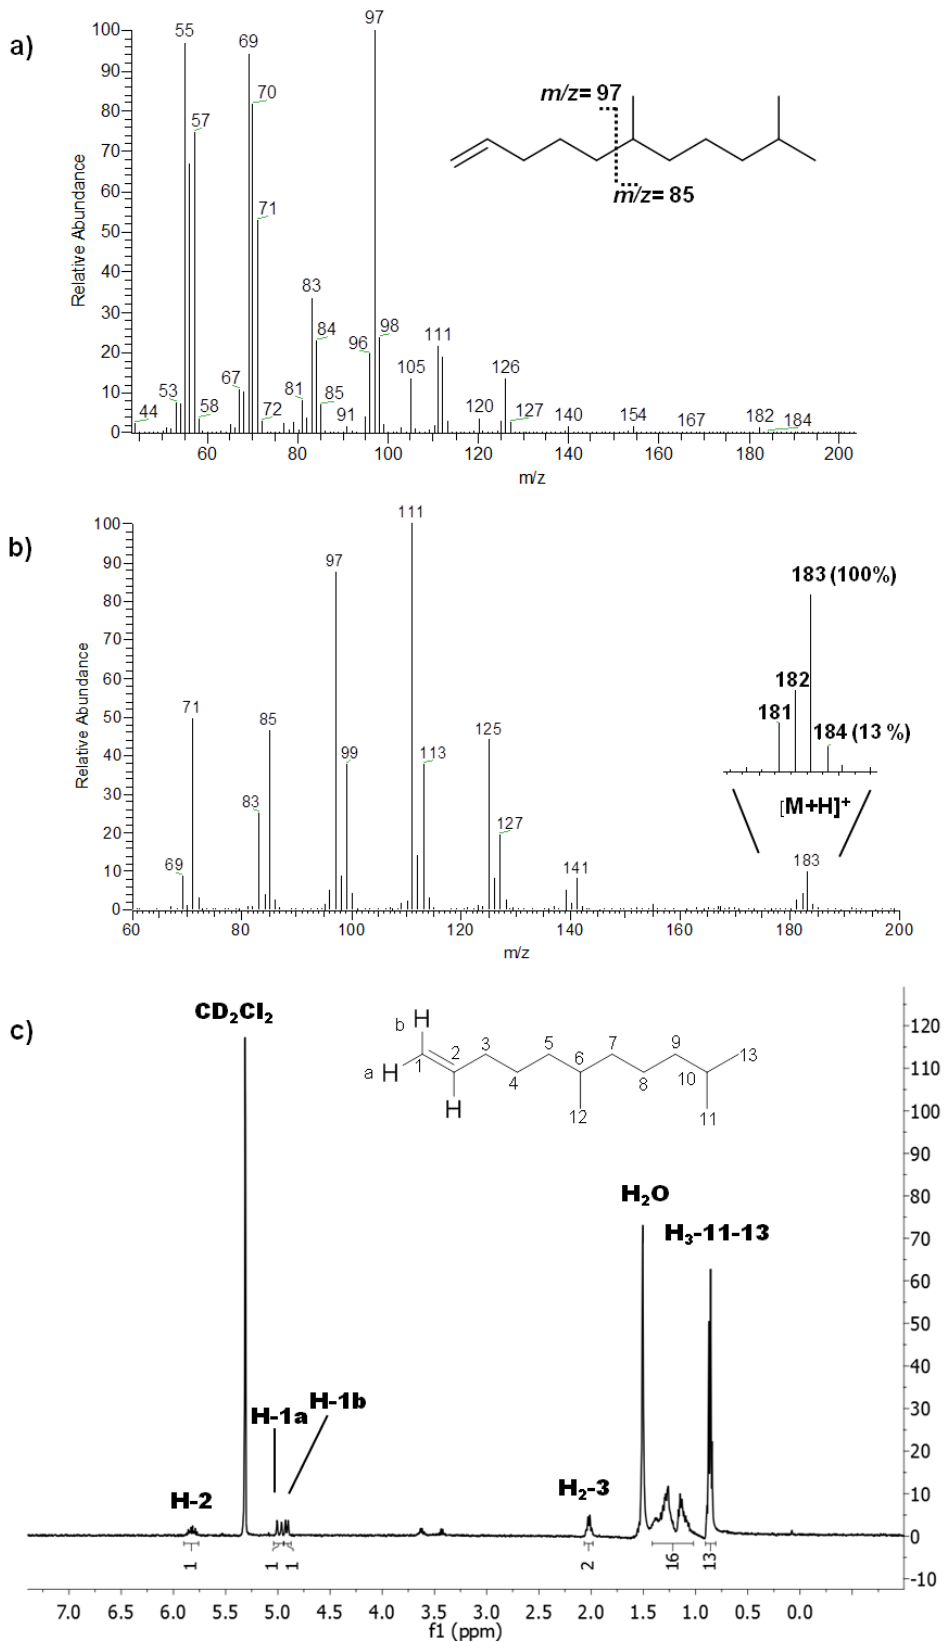 a)
100
90
80
70
60
50
40
30
20
10
0
Relative Abundance
55
69
97
70
57
71
83
84
98
96
111
105
67
81
85
53
44
58
72
91
126
120
127
140
154
167
182
184
m/z= 97
m/z= 85
60 80 100 120 140 160 180 200
m/z
b)
100
90
80
70
60
50
40
30
20
10
0
Relative Abundance
111
97
71
85
99
113
125
83
69
127
141
183
183 (100%)
182
181
184 (13 %)
[M+H]+
60 80 100 120 140 160 180 200
m/z
c)
CD2Cl2
b H
a H
H
1 2 3 4 5 6 7 8 9 10 11 12 13
H2O
H3-11-13
H-1a
H-1b
H-2
H2-3
1 1 1 2 16 13
120
110
100
90
80
70
60
50
40
30
20
10
0
-10
7.0 6.5 6.0 5.5 5.0 4.5 4.0 3.5 3.0 2.5 2.0 1.5 1.0 0.5 0.0
f1 (ppm)